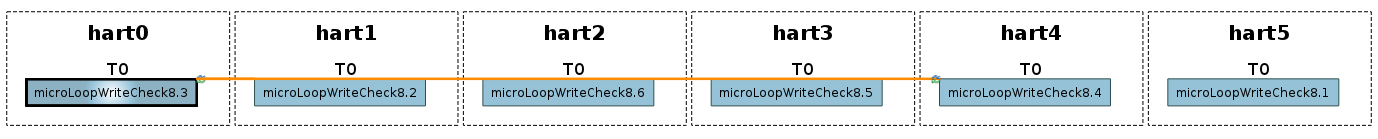 hart0 hart1 hart2 hart3 hart4 hart5
T0 T0 T0 T0 T0 T0
microLoopWriteCheck8.3 microLoopWriteCheck8.2 microLoopWriteCheck8.6 microLoopWriteCheck8.5 microLoopWriteCheck8.4 microLoopWriteCheck8.1